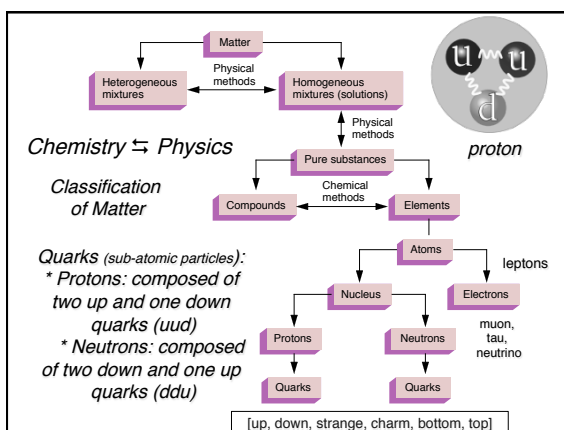 Matter
Physical
methods
Heterogeneous
mixtures
Homogeneous
mixtures (solutions)
u u
d
proton
Physical
methods
Chemistry ⇆ Physics
Pure substances
Classification
of Matter
Chemical
methods
Compounds
Elements
Atoms
leptons
Quarks (sub-atomic particles):
* Protons: composed of
two up and one down
quarks (uud)
* Neutrons: composed
of two down and one up
quarks (ddu)
Nucleus
Electrons
muon,
tau,
neutrino
Protons
Neutrons
Quarks
Quarks
[up, down, strange, charm, bottom, top]